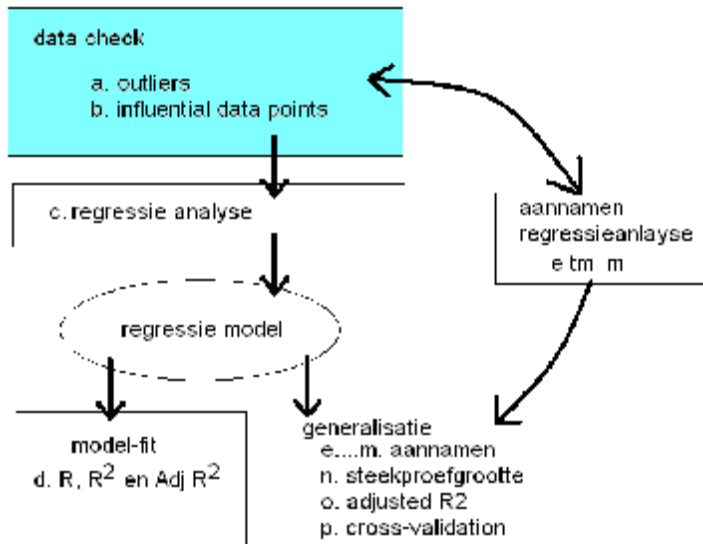 data check
a. outliers
b. influential data points
c. regressie analyse
aannamen
regressieanlayse
e tm m
regressie model
model-fit
d. R, R² en Adj R²
generalisatie
e....m. aannamen
n. steekproefgrootte
o. adjusted R2
p. cross-validation